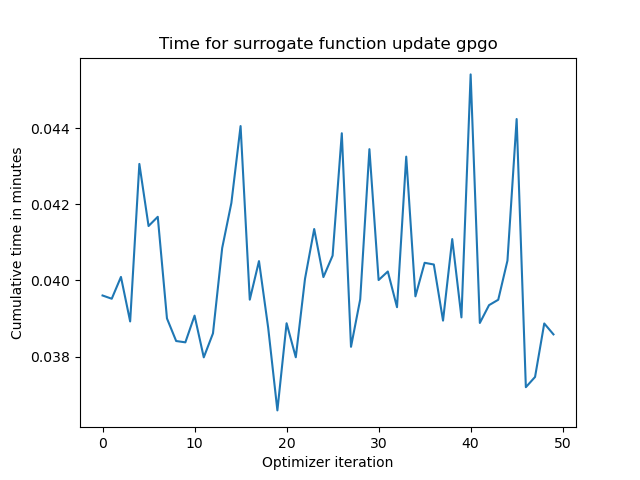 Time for surrogate function update gpgo
Cumulative time in minutes
0.044
0.042
0.040
0.038
0 10 20 30 40 50
Optimizer iteration